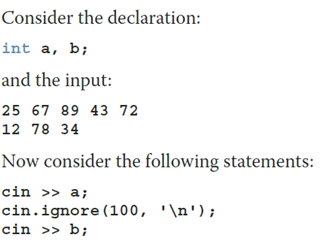 Consider the declaration:
int a, b;
and the input:
25 67 89 43 72
12 78 34
Now consider the following statements:
cin >> a;
cin.ignore(100, '\n');
cin >> b;